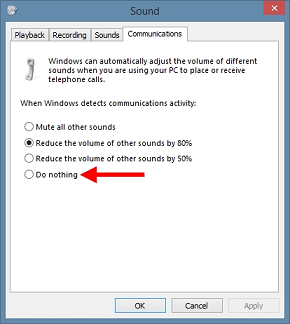 Sound
Playback Recording Sounds Communications
Windows can automatically adjust the volume of different
sounds when you are using your PC to place or receive
telephone calls.
When Windows detects communications activity:
Mute all other sounds
Reduce the volume of other sounds by 80%
Reduce the volume of other sounds by 50%
Do nothing
OK Cancel Apply